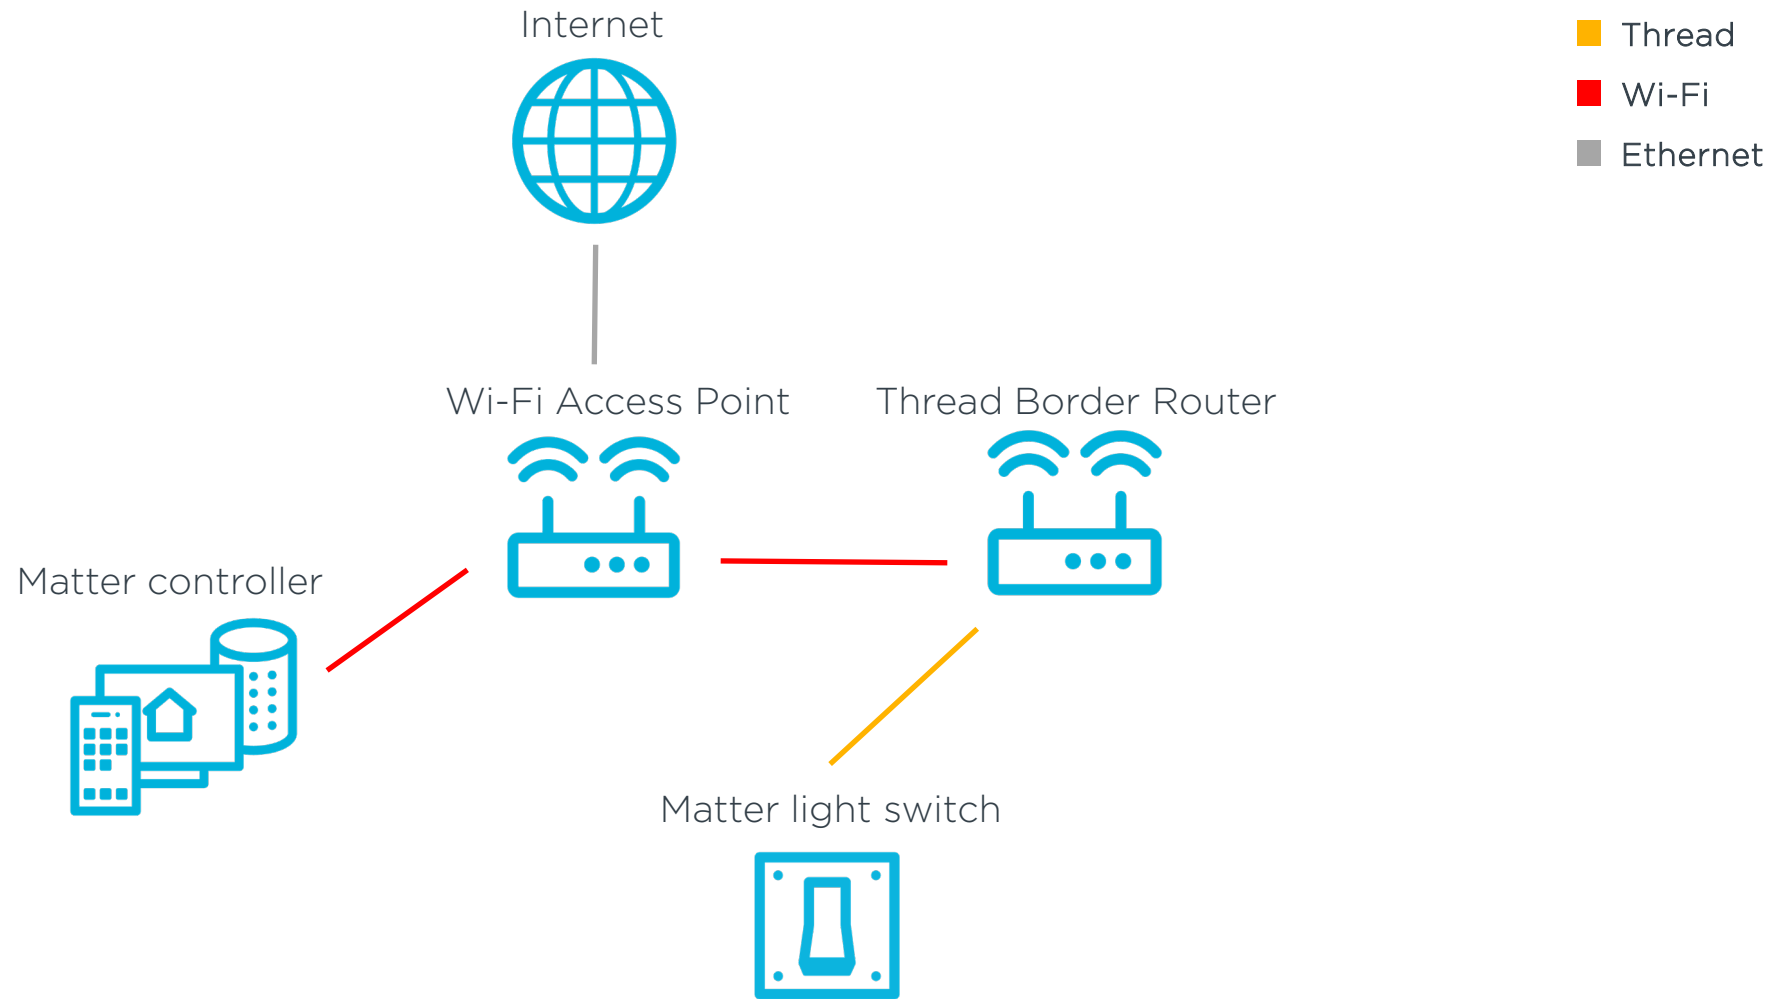 Internet
Thread
Wi-Fi
Ethernet
Wi-Fi Access Point
Thread Border Router
Matter controller
Matter light switch